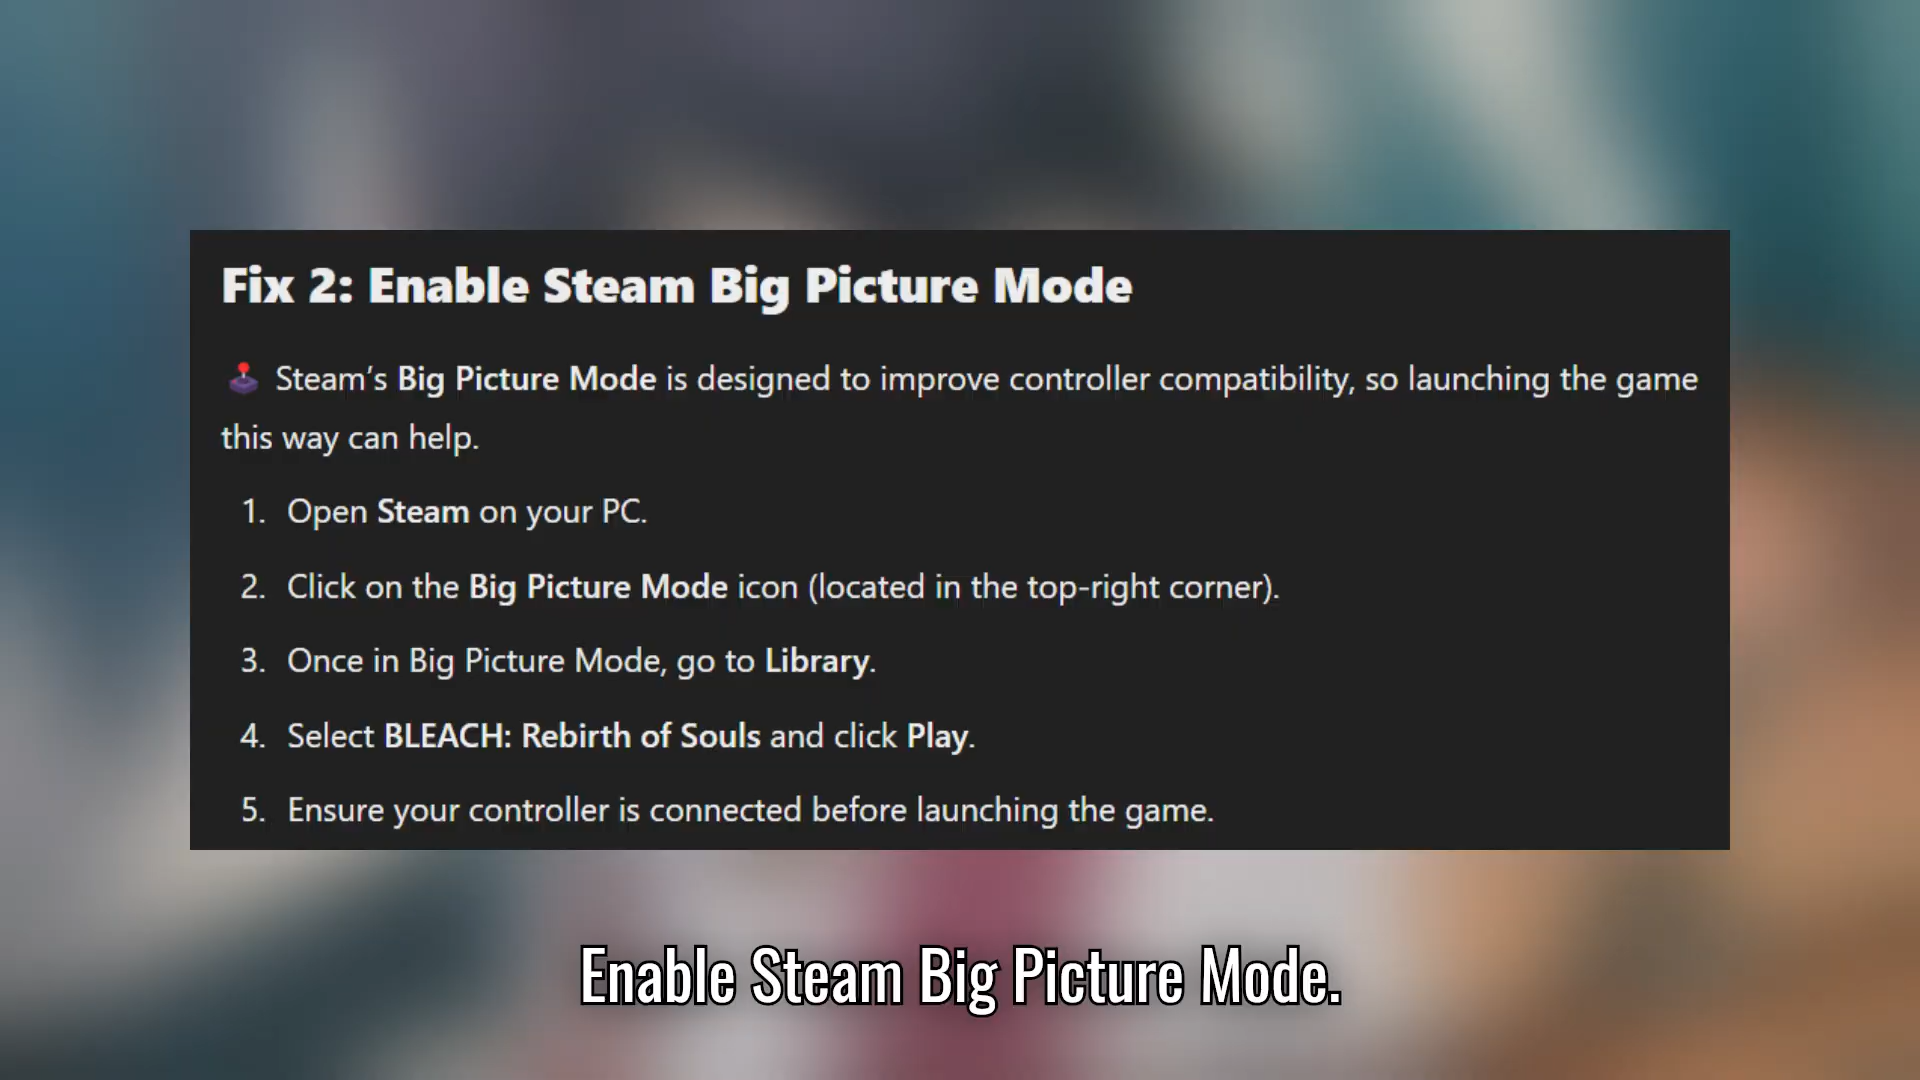 Fix 2: Enable Steam Big Picture Mode
🕹️ Steam’s Big Picture Mode is designed to improve controller compatibility, so launching the game
this way can help.
1. Open Steam on your PC.
2. Click on the Big Picture Mode icon (located in the top-right corner).
3. Once in Big Picture Mode, go to Library.
4. Select BLEACH: Rebirth of Souls and click Play.
5. Ensure your controller is connected before launching the game.
Enable Steam Big Picture Mode.